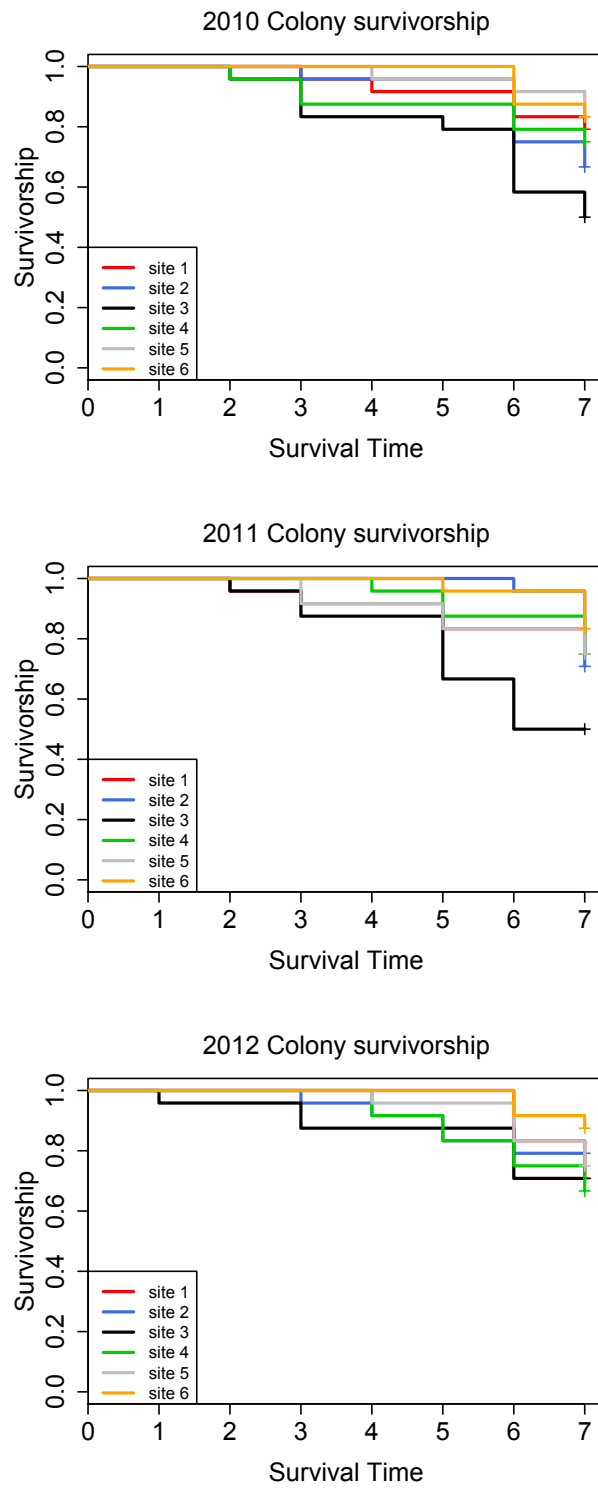 2010 Colony survivorship
Survivorship
1.0
0.8
0.6
0.4
0.2
0.0
site 1
site 2
site 3
site 4
site 5
site 6
0 1 2 3 4 5 6 7
Survival Time
2011 Colony survivorship
Survivorship
1.0
0.8
0.6
0.4
0.2
0.0
site 1
site 2
site 3
site 4
site 5
site 6
0 1 2 3 4 5 6 7
Survival Time
2012 Colony survivorship
Survivorship
1.0
0.8
0.6
0.4
0.2
0.0
site 1
site 2
site 3
site 4
site 5
site 6
0 1 2 3 4 5 6 7
Survival Time